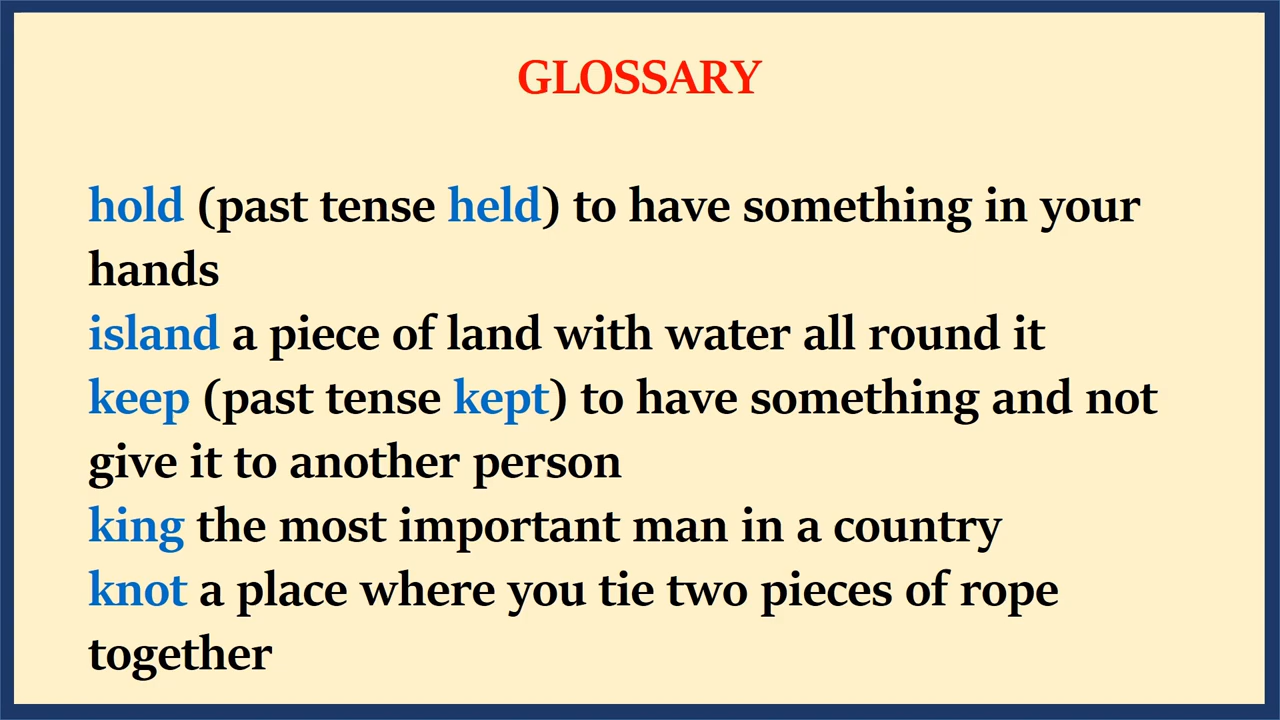 GLOSSARY
hold (past tense held) to have something in your
hands
island a piece of land with water all round it
keep (past tense kept) to have something and not
give it to another person
king the most important man in a country
knot a place where you tie two pieces of rope
together